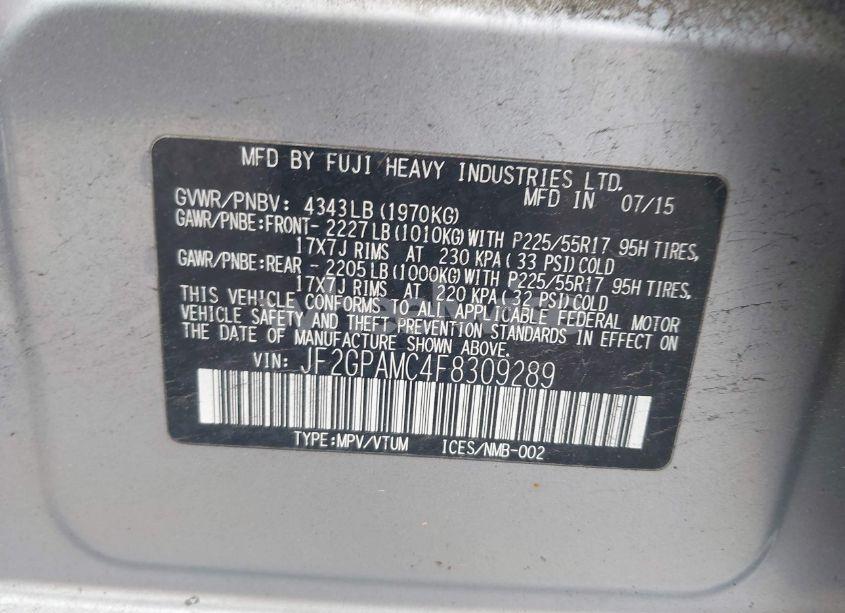 MFD BY FUJI HEAVY INDUSTRIES LTD.
MFD IN 07/15
GVWR/PNBV: 4343LB (1970KG)
GAWR/PNBE:FRONT- 2227LB (1010KG) WITH P225/55R17 95H TIRES,
17X7J RIMS AT 230 KPA ( 33 PSI) COLD
GAWR/PNBE:REAR - 2205LB (1000KG) WITH P225/55R17 95H TIRES,
17X7J RIMS AT 220 KPA ( 32 PSI) COLD
THIS VEHICLE CONFORMS TO ALL APPLICABLE FEDERAL MOTOR
VEHICLE SAFETY AND THEFT PREVENTION STANDARDS IN EFFECT ON
THE DATE OF MANUFACTURE SHOWN ABOVE.
VIN: JF2GPAMC4F8309289
TYPE:MPV/VTUM ICES/NMB-002